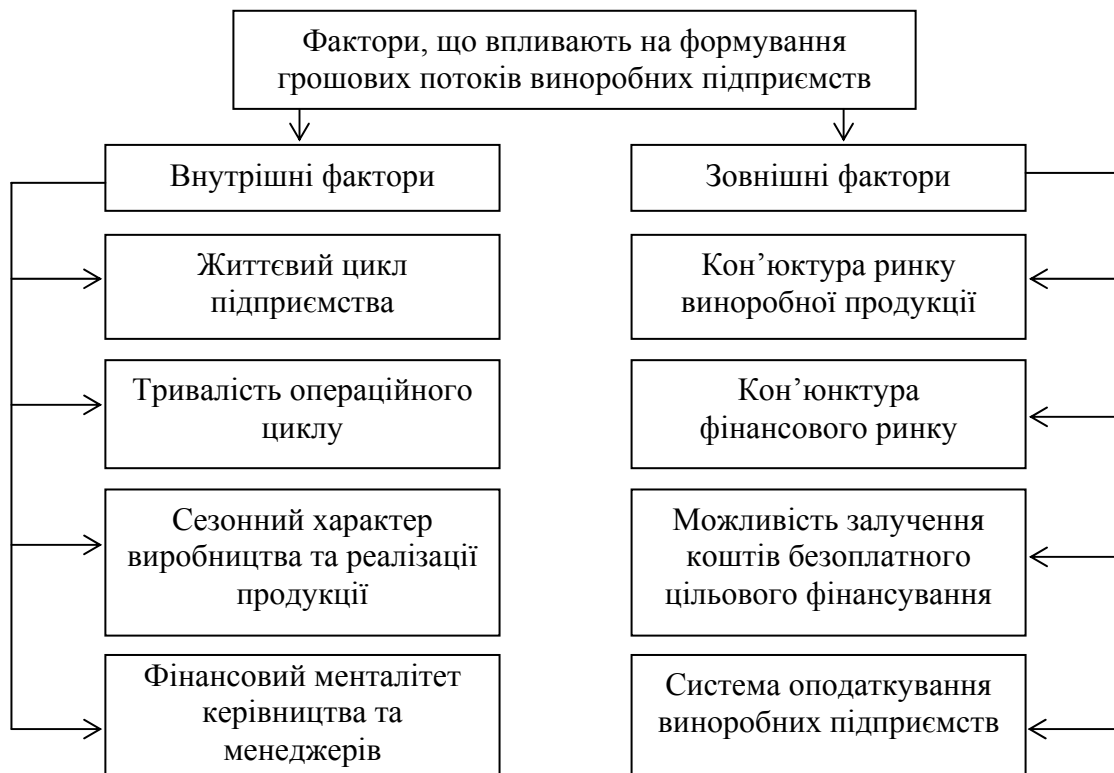 Фактори, що впливають на формування
грошових потоків виноробних підприємств
Внутрішні фактори
Зовнішні фактори
Життєвий цикл
підприємства
Кон’юктура ринку
виноробної продукції
Тривалість операційного
циклу
Кон’юнктура
фінансового ринку
Сезонний характер
виробництва та реалізації
продукції
Можливість залучення
коштів безоплатного
цільового фінансування
Фінансовий менталітет
керівництва та
менеджерів
Система оподаткування
виноробних підприємств